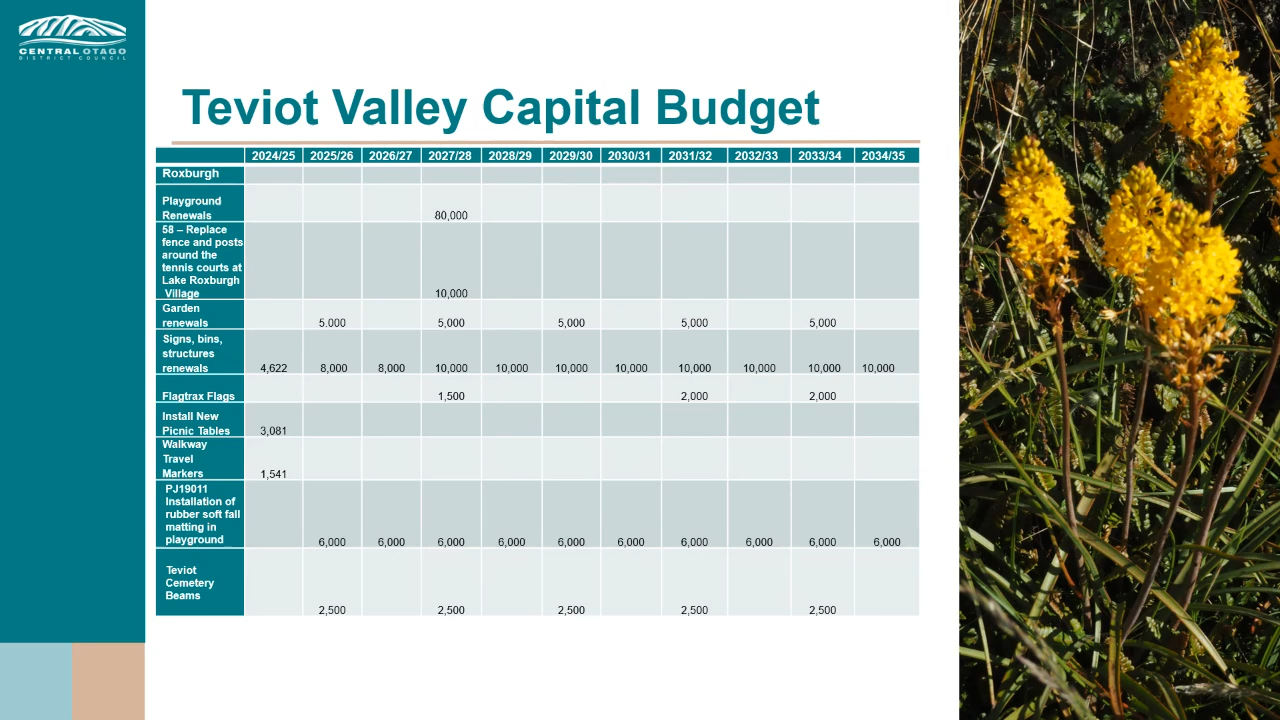 CENTRAL OTAGO
DISTRICT COUNCIL
Teviot Valley Capital Budget
2024/25 2025/26 2026/27 2027/28 2028/29 2029/30 2030/31 2031/32 2032/33 2033/34 2034/35
Roxburgh
Playground
Renewals 80,000
58 – Replace
fence and posts
around the
tennis courts at
Lake Roxburgh
Village 10,000
Garden
renewals 5.000 5,000 5,000 5,000 5,000
Signs, bins,
structures
renewals 4,622 8,000 8,000 10,000 10,000 10,000 10,000 10,000 10,000 10,000 10,000
Flagtrax Flags 1,500 2,000 2,000
Install New
Picnic Tables 3,081
Walkway
Travel
Markers 1,541
PJ19011
Installation of
rubber soft fall
matting in
playground 6,000 6,000 6,000 6,000 6,000 6,000 6,000 6,000 6,000 6,000
Teviot
Cemetery
Beams
2,500 2,500 2,500 2,500 2,500